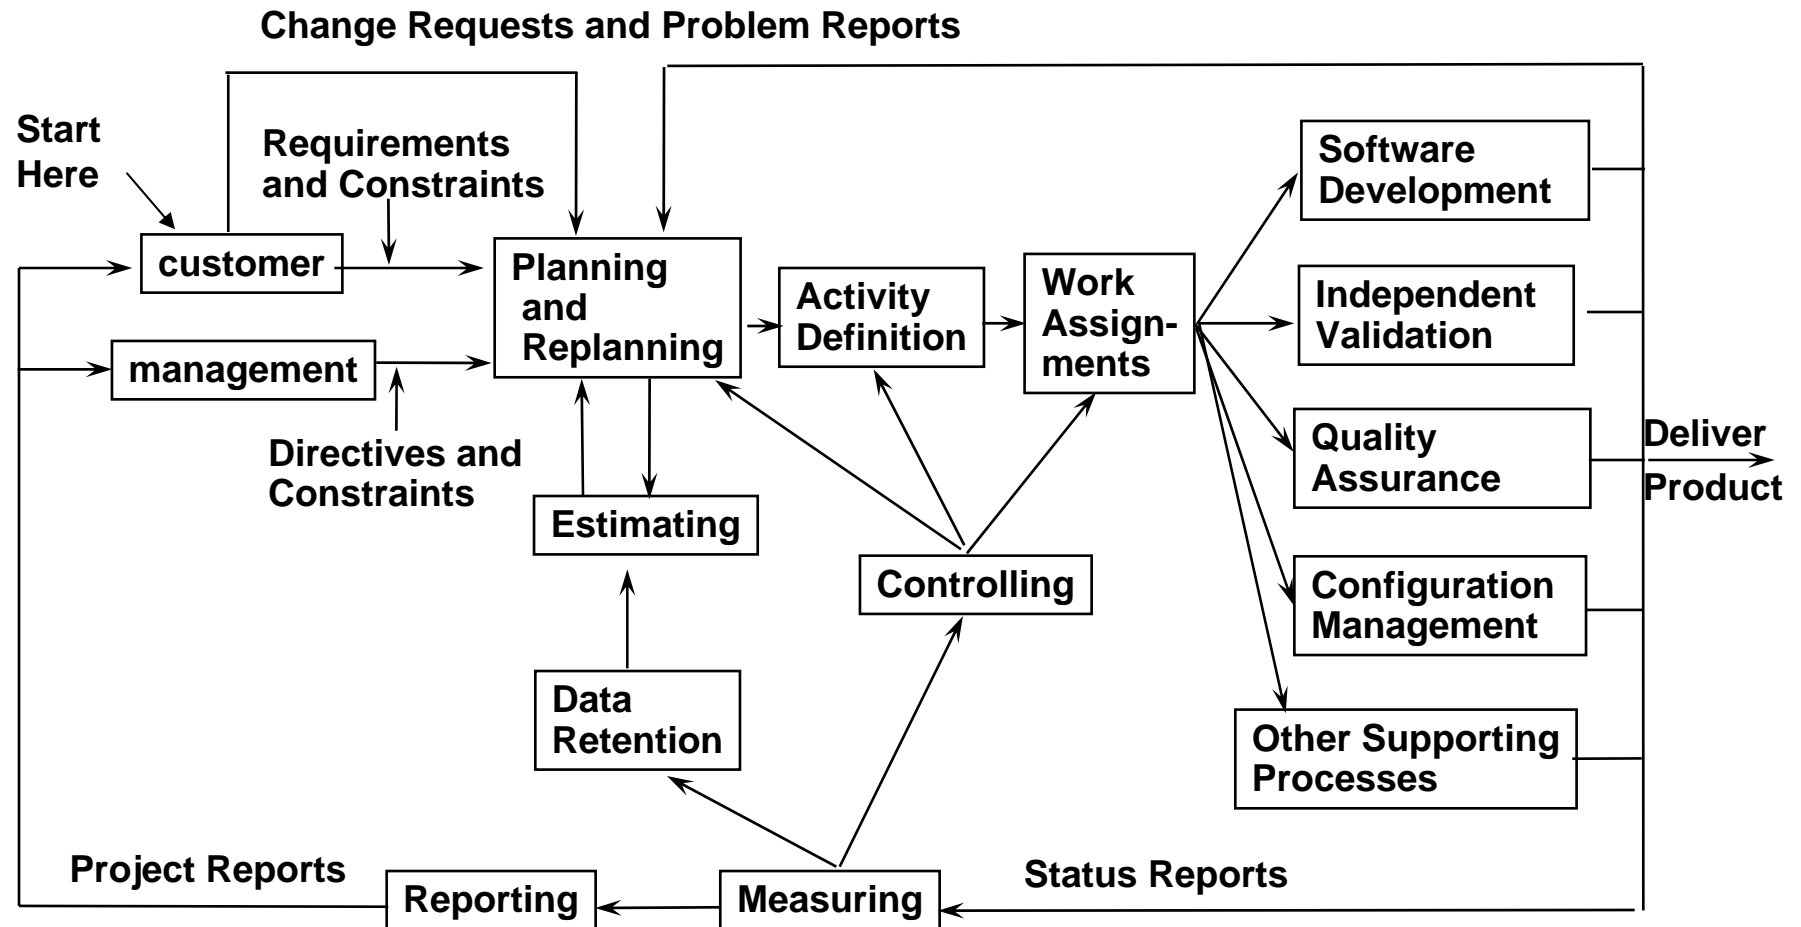 Change Requests and Problem Reports
Start
Here
Requirements
and Constraints
customer
management
Directives and
Constraints
Planning
and
Replanning
Activity
Definition
Work
Assign-
ments
Software
Development
Independent
Validation
Quality
Assurance
Configuration
Management
Other Supporting
Processes
Deliver
Product
Estimating
Controlling
Data
Retention
Project Reports
Reporting
Measuring
Status Reports